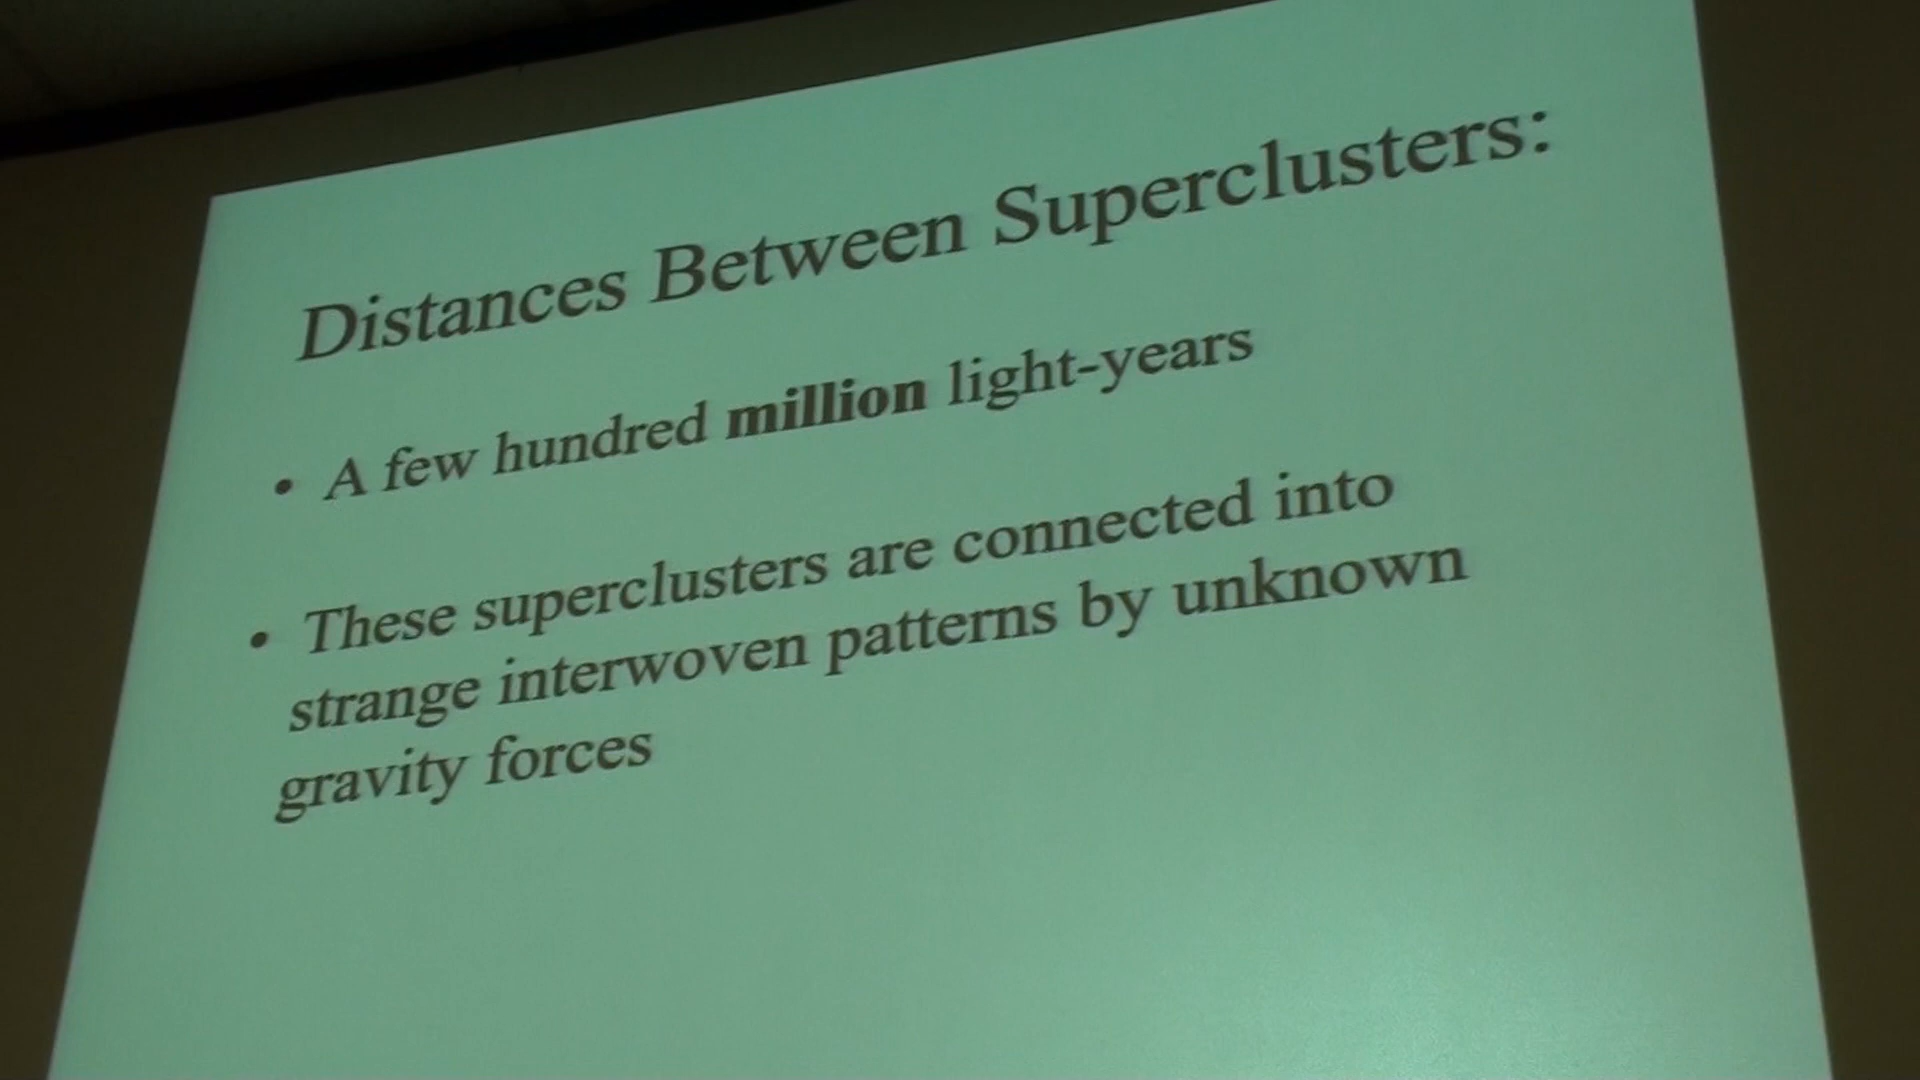 Distances Between Superclusters:
• A few hundred million light-years
• These superclusters are connected into
strange interwoven patterns by unknown
gravity forces